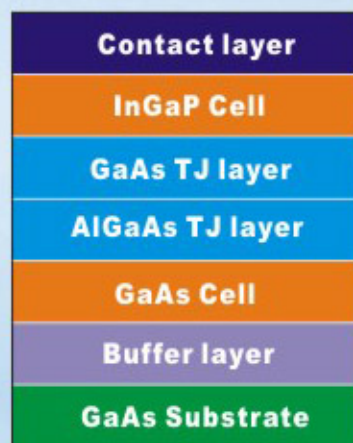 Contact layer
InGaP Cell
GaAs TJ layer
AlGaAs TJ layer
GaAs Cell
Buffer layer
GaAs Substrate